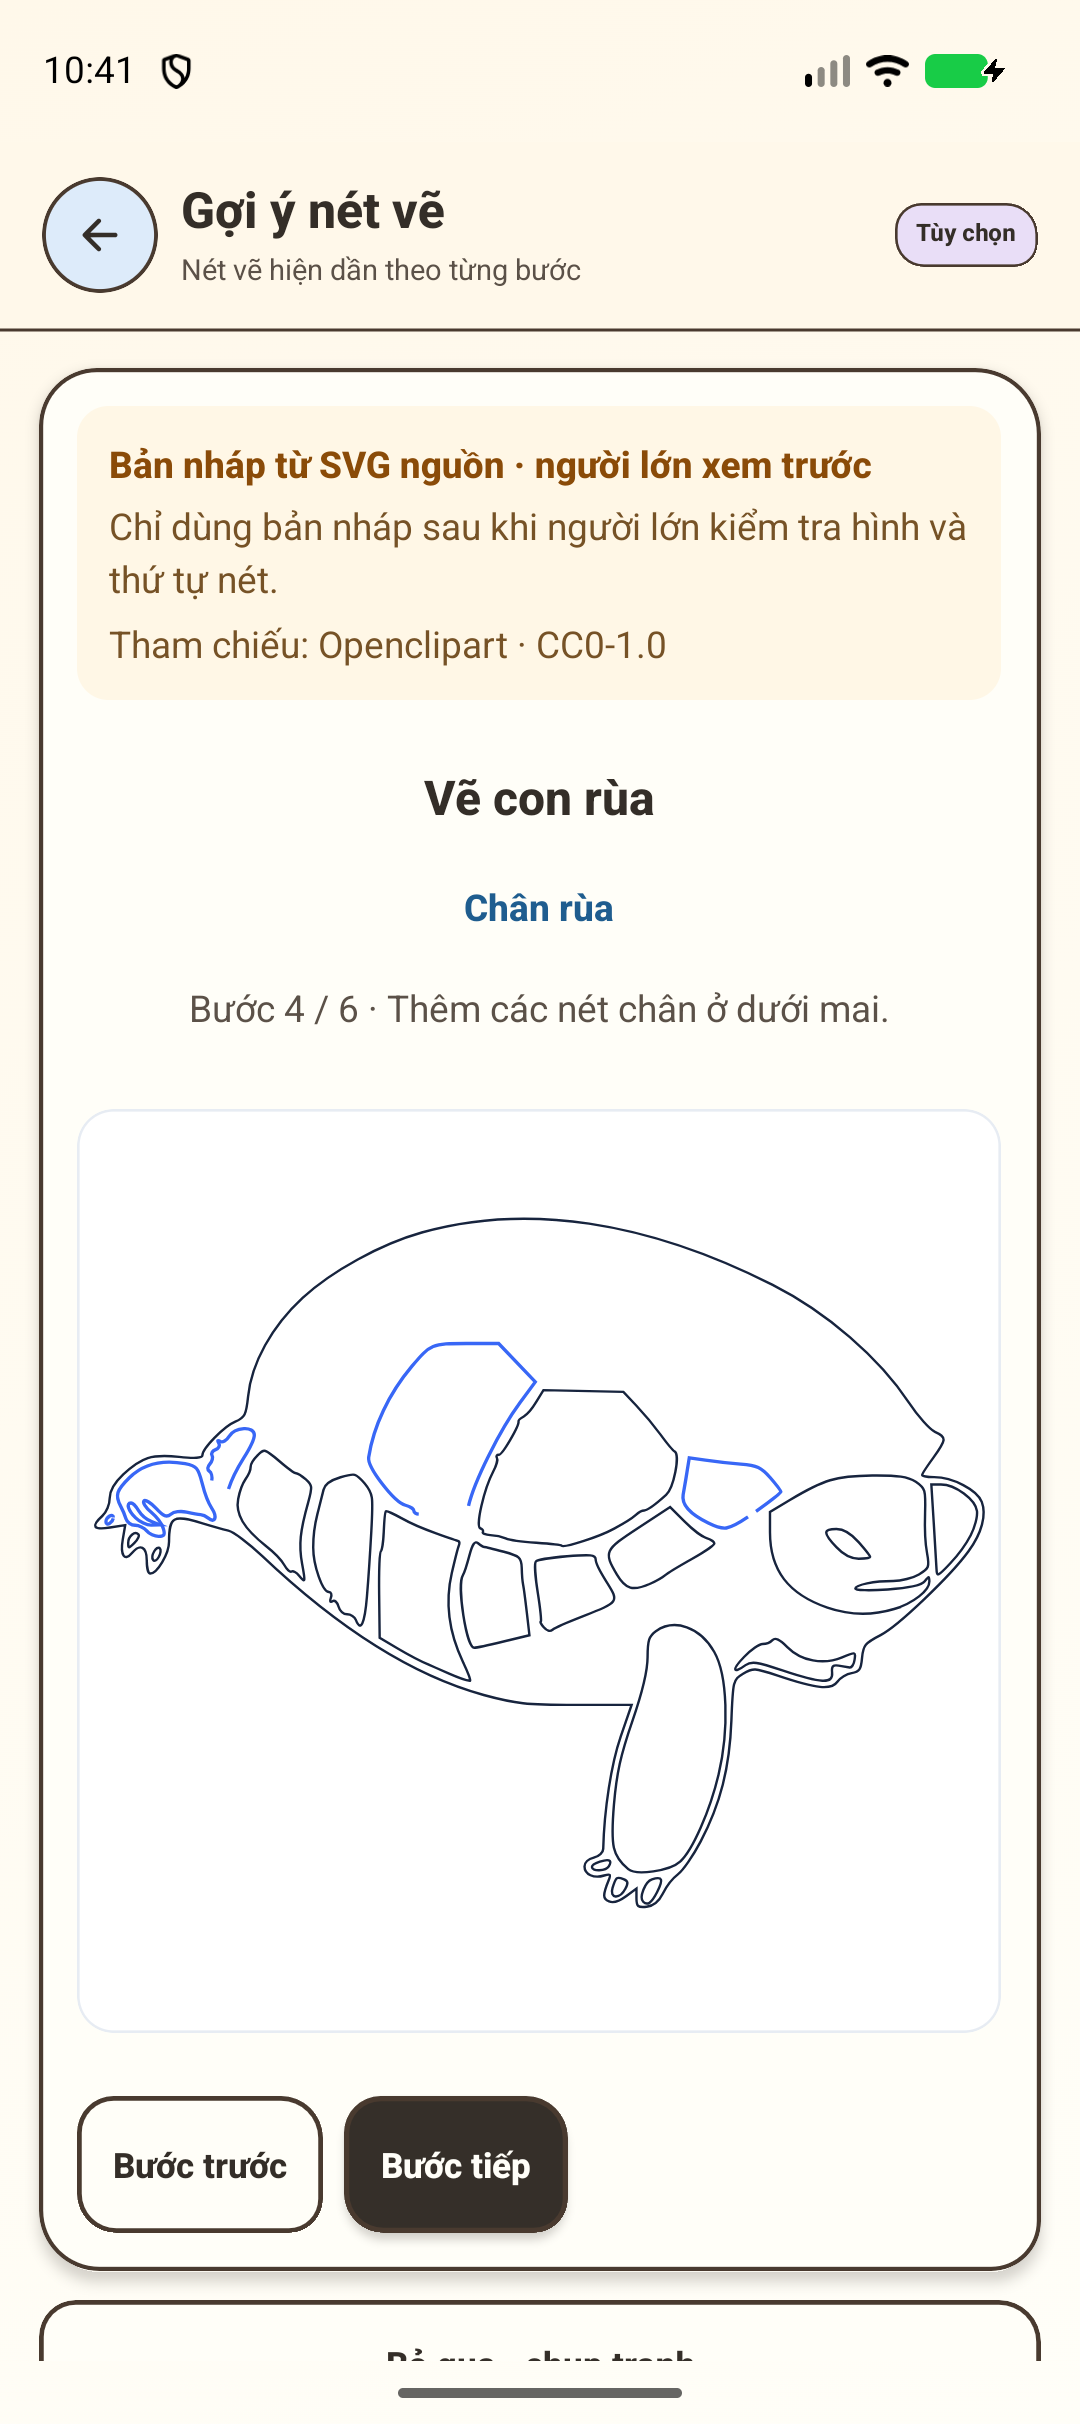 10:41
Gợi ý nét vẽ
Nét vẽ hiện dần theo từng bước
Tùy chọn
Bản nháp từ SVG nguồn · người lớn xem trước
Chỉ dùng bản nháp sau khi người lớn kiểm tra hình và
thứ tự nét.
Tham chiếu: Openclipart · CC0-1.0
Vẽ con rùa
Chân rùa
Bước 4 / 6 · Thêm các nét chân ở dưới mai.
Bước trước
Bước tiếp